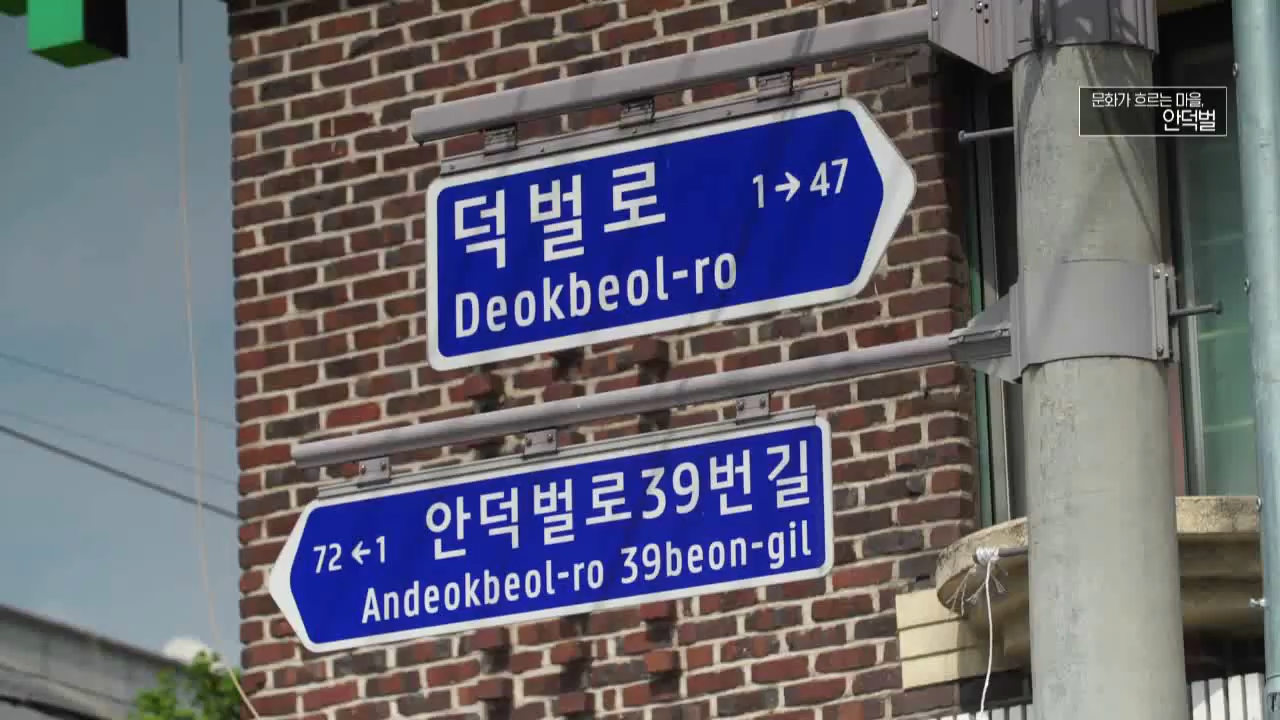 문화가 흐르는 마을,
안덕벌
덕벌로 1→47
Deokbeol-ro
72←1 안덕벌로39번길
Andeokbeol-ro 39beon-gil